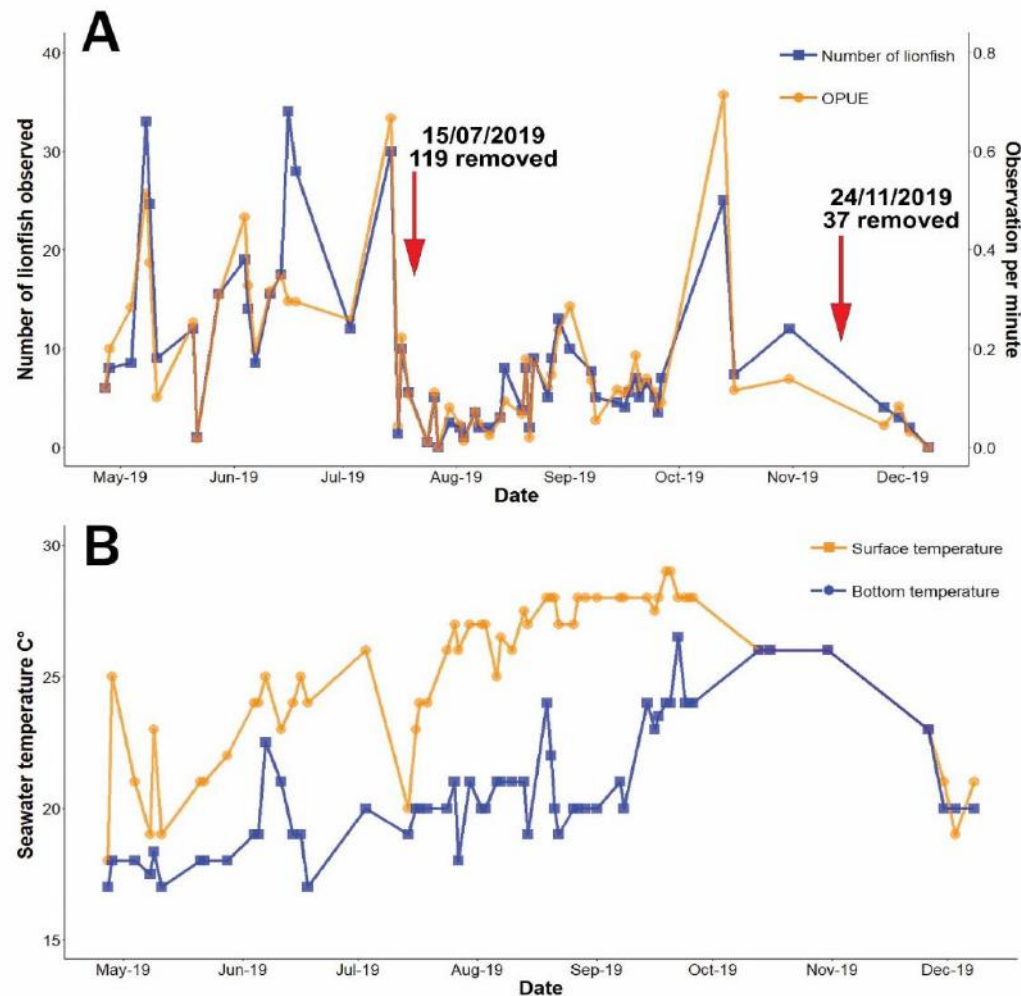 A
40
30
20
10
0
Number of lionfish observed
Number of lionfish
OPUE
15/07/2019
119 removed
24/11/2019
37 removed
0.8
0.6
0.4
0.2
0.0
Observation per
minute
May-19 Jun-19 Jul-19 Aug-19 Sep-19 Oct-19 Nov-19 Dec-19
Date
B
30
25
20
15
Seawater temperature C°
Surface temperature
Bottom temperature
May-19 Jun-19 Jul-19 Aug-19 Sep-19 Oct-19 Nov-19 Dec-19
Date